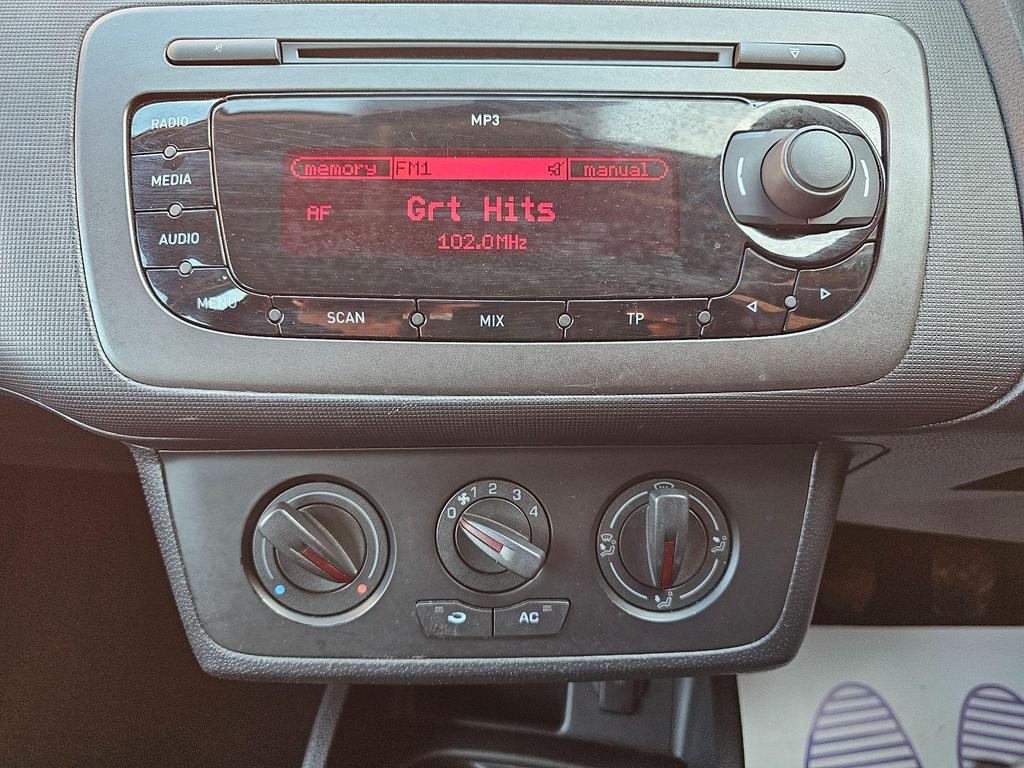 MP3
RADIO
memory FM1 manual
MEDIA
AF Grt Hits
AUDIO
102.0MHz
MENU SCAN MIX TP
0 1 2 3 4
AC